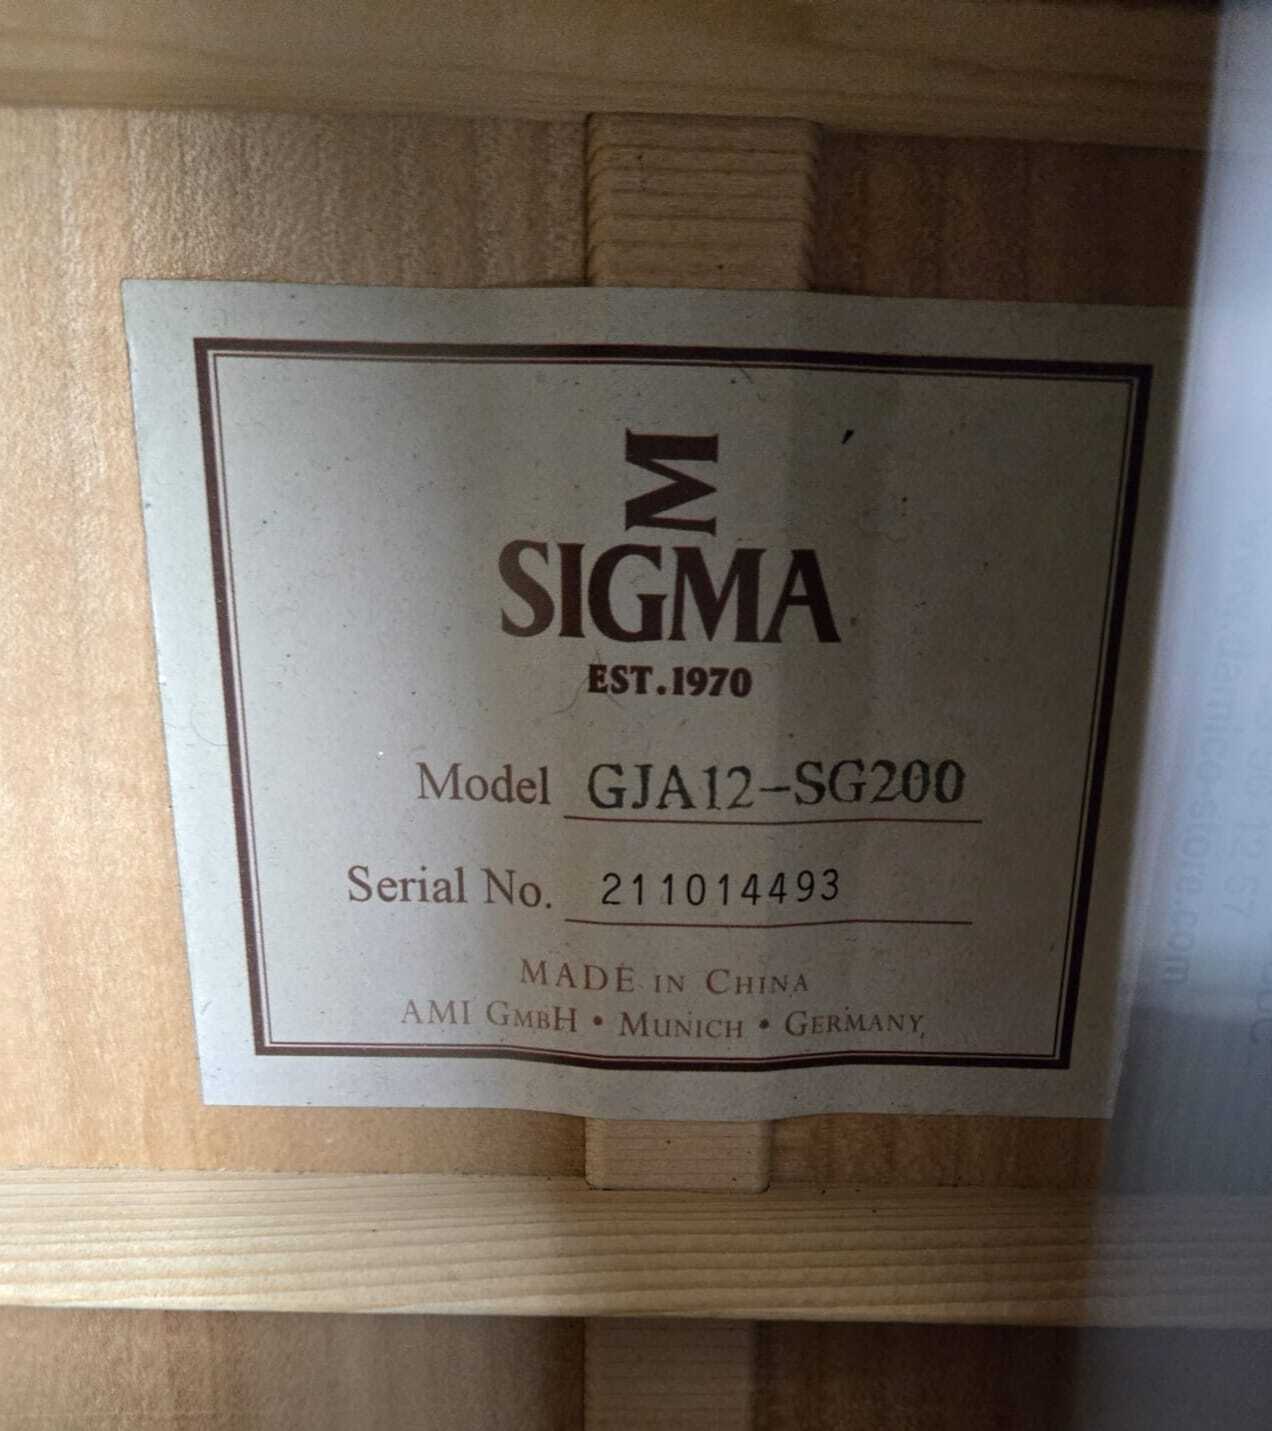 SIGMA
EST.1970
Model GJA12-SG200
Serial No. 211014493
MADE IN CHINA
AMI GMBH • MUNICH • GERMANY